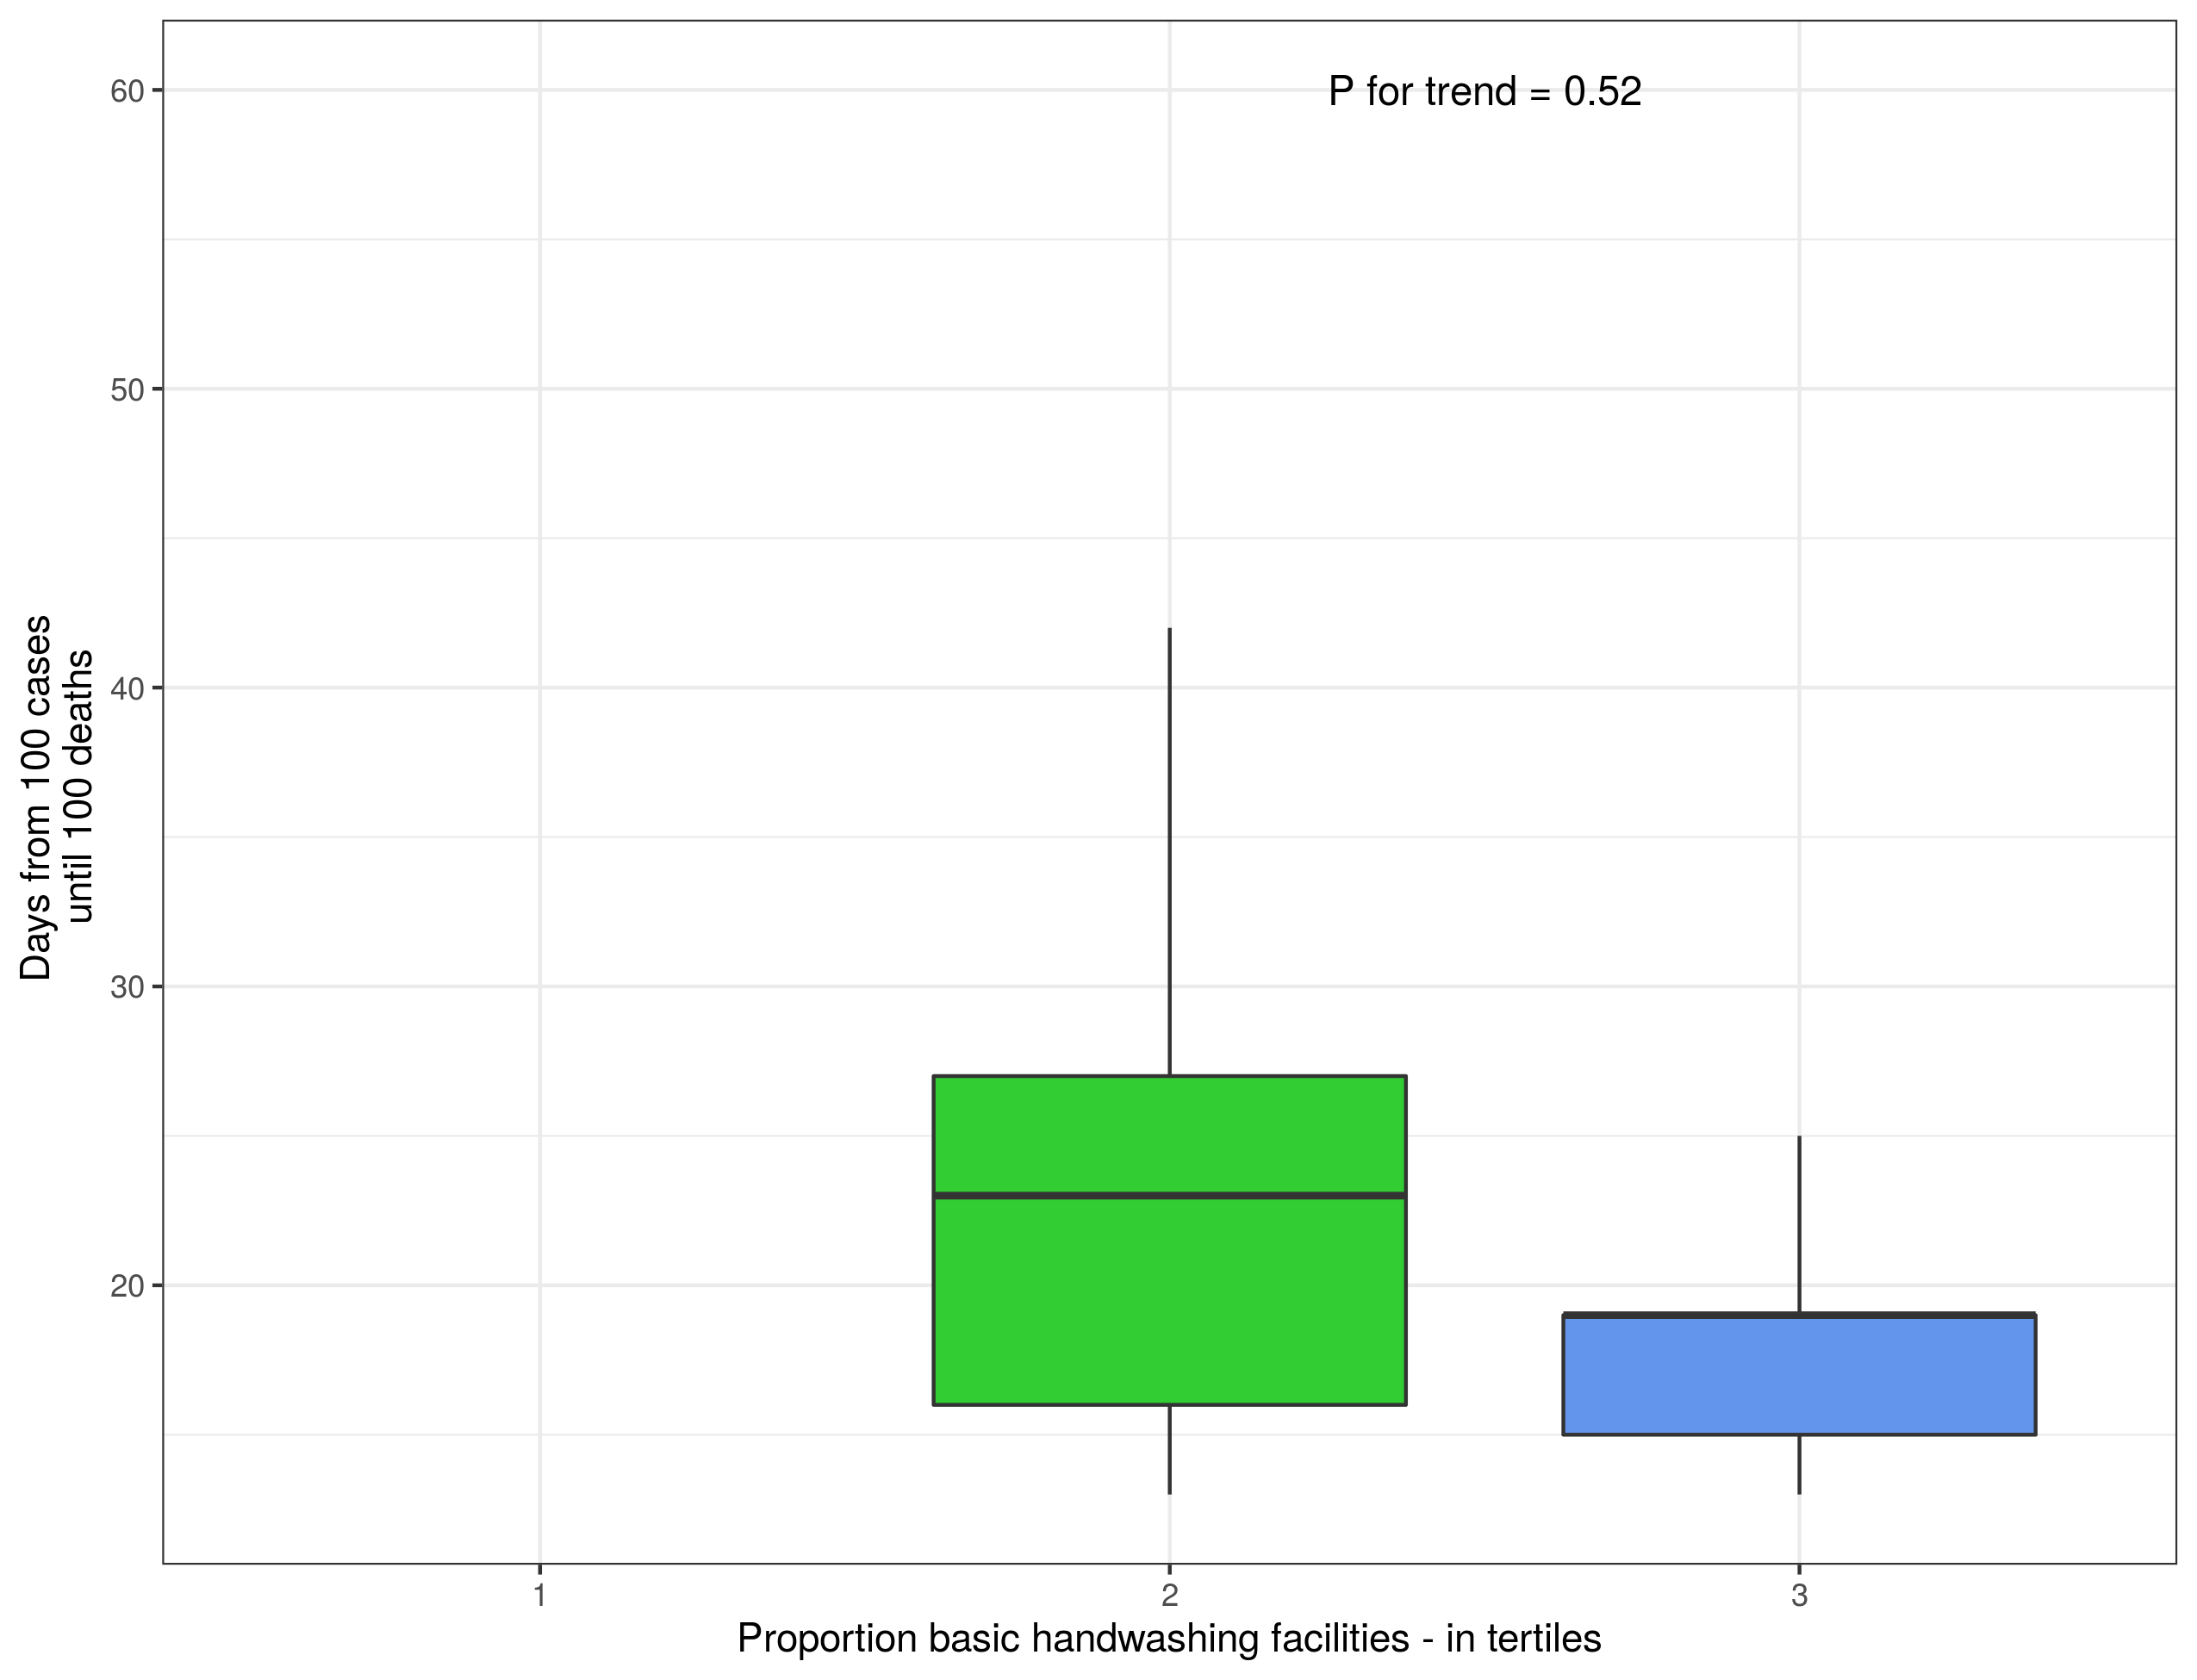 P for trend = 0.52
60
50
40
30
20
Days from 100 cases
until 100 deaths
1
2
3
Proportion basic handwashing facilities - in tertiles